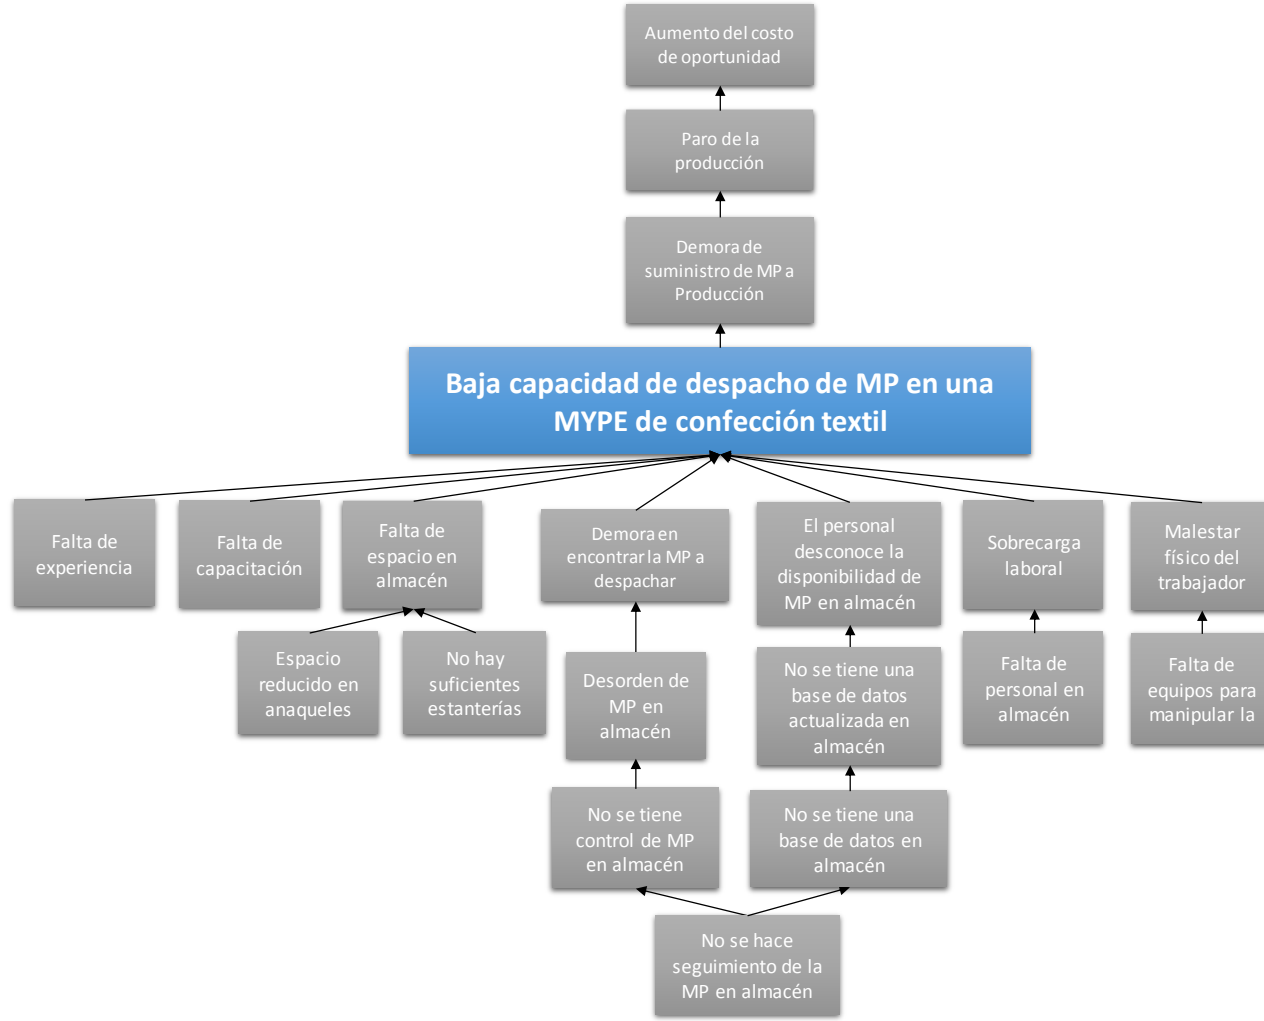 Aumento del costo
de oportunidad
Paro de la
producción
Demora de
suministro de MP a
Producción
Baja capacidad de despacho de MP en una
MYPE de confección textil
Falta de
experiencia
Falta de
capacitación
Falta de
espacio en
almacén
Demora en
encontrar la MP a
despachar
El personal
desconoce la
disponibilidad de
MP en almacén
Sobrecarga
laboral
Malestar
físico del
trabajador
Espacio
reducido en
anaqueles
No hay
suficientes
estanterías
Desorden de
MP en
almacén
No se tiene una
base de datos
actualizada en
almacén
Falta de
personal en
almacén
Falta de
equipos para
manipular la
No se tiene
control de MP
en almacén
No se tiene una
base de datos en
almacén
No se hace
seguimiento de la
MP en almacén